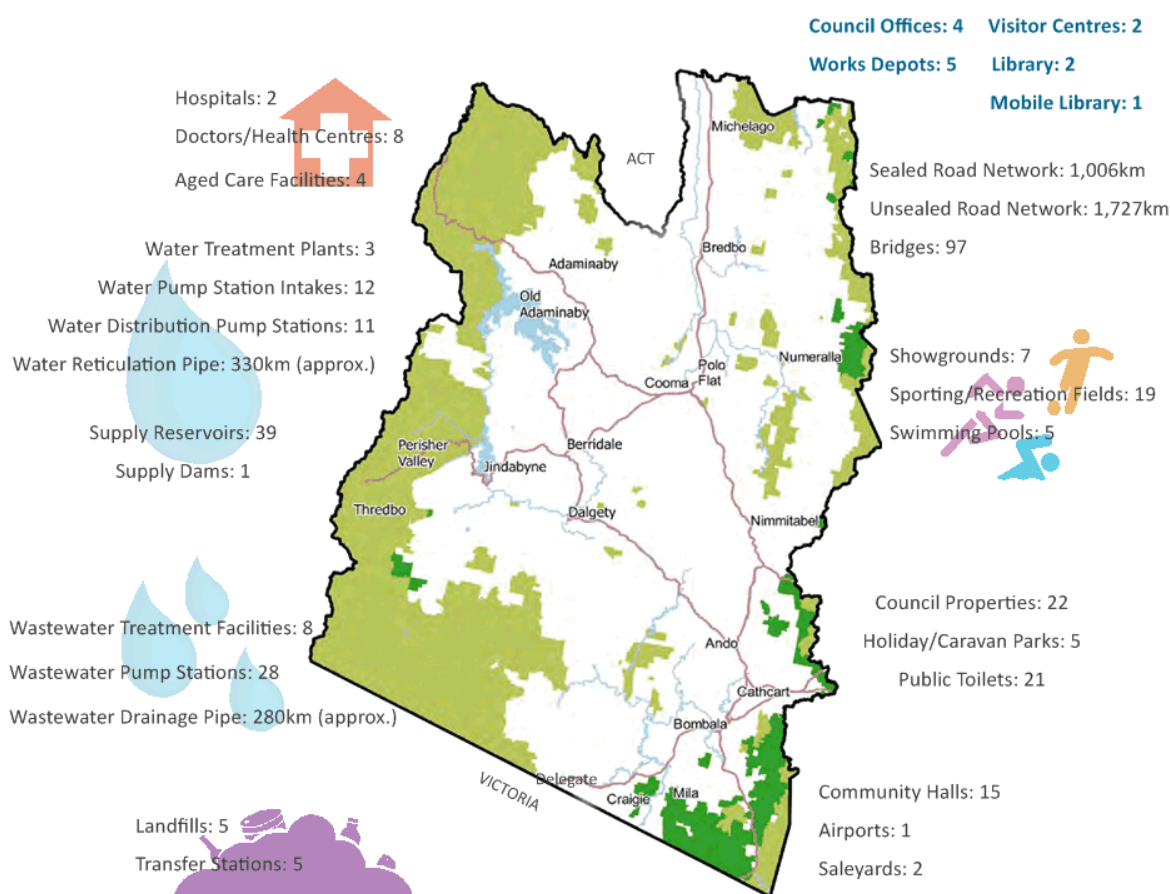 Council Offices: 4 Visitor Centres: 2
Works Depots: 5 Library: 2
Mobile Library: 1
Hospitals: 2
Doctors/Health Centres: 8
Aged Care Facilities: 4
Water Treatment Plants: 3
Water Pump Station Intakes: 12
Water Distribution Pump Stations: 11
Water Reticulation Pipe: 330km (approx.)
Supply Reservoirs: 39
Supply Dams: 1
Wastewater Treatment Facilities: 8
Wastewater Pump Stations: 28
Wastewater Drainage Pipe: 280km (approx.)
Landfills: 5
Transfer Stations: 5
Michelago
ACT
Bredbo
Adaminaby
Old
Adaminaby
Numeralla
Polo
Flat
Cooma
Berridale
Perisher
Valley
Jindabyne
Thredbo
Dalgety
Nimmitabel
Ando
Cathcart
Bombala
Delegate
VICTORIA
Craigie
Mila
Sealed Road Network: 1,006km
Unsealed Road Network: 1,727km
Bridges: 97
Showgrounds: 7
Sporting/Recreation Fields: 19
Swimming Pools: 5
Council Properties: 22
Holiday/Caravan Parks: 5
Public Toilets: 21
Community Halls: 15
Airports: 1
Saleyards: 2